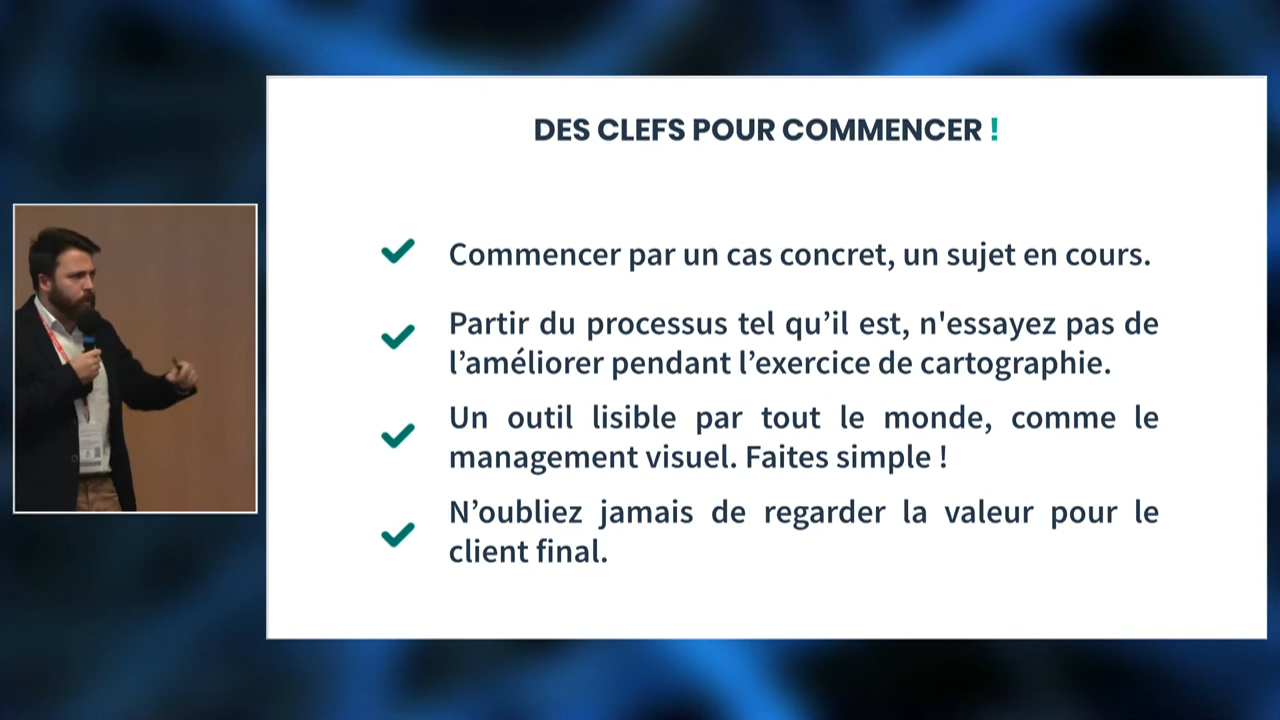 DES CLEFS POUR COMMENCER !
Commencer par un cas concret, un sujet en cours.
Partir du processus tel qu’il est, n'essayez pas de
l’améliorer pendant l’exercice de cartographie.
Un outil lisible par tout le monde, comme le
management visuel. Faites simple !
N’oubliez jamais de regarder la valeur pour le
client final.